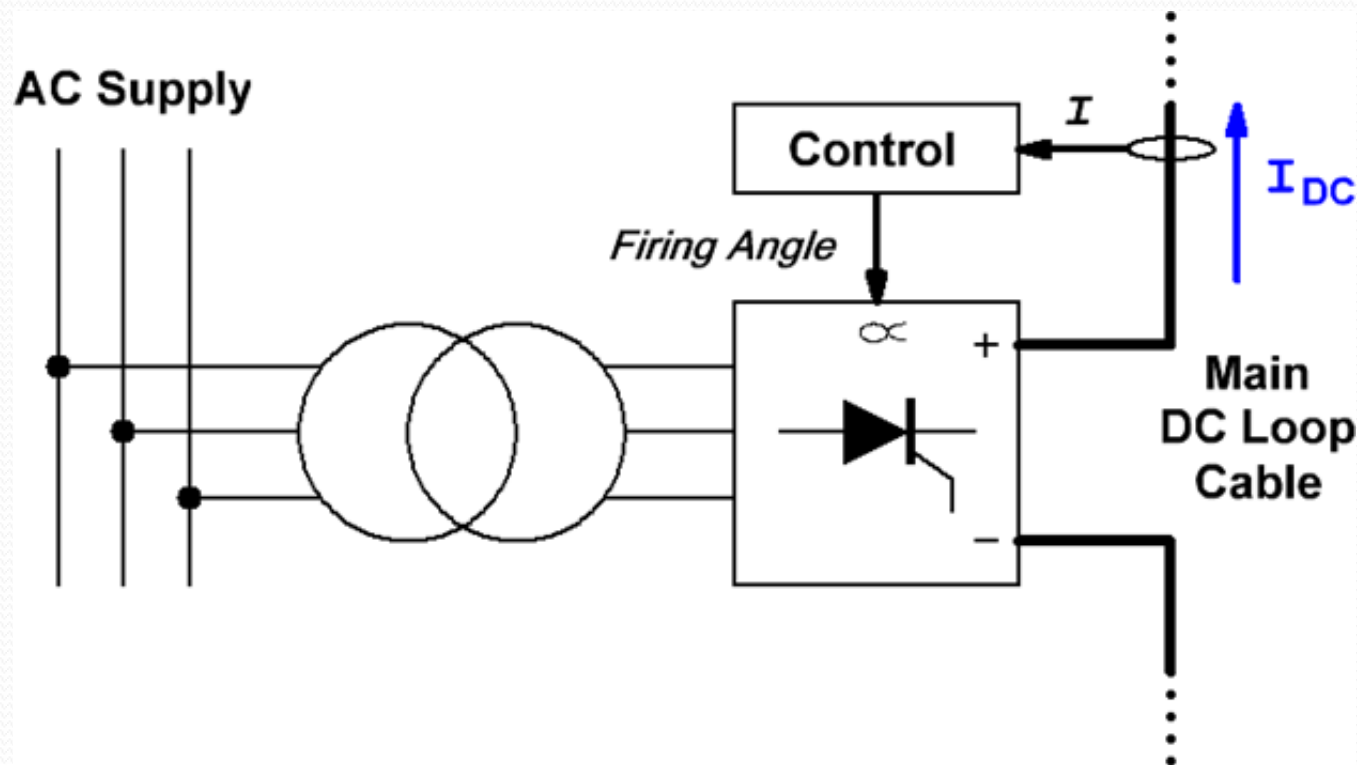 AC Supply
Control
I
I DC
Firing Angle
∝
+
Main
DC Loop
Cable
−